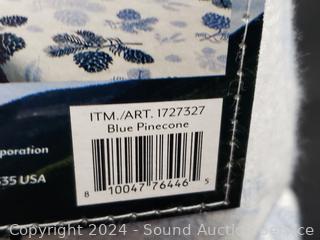 ITM./ART. 1727327
Blue Pinecone
poration
35 USA
8 10047 76446 5
Copyright © 2024 - Sound Auction Service